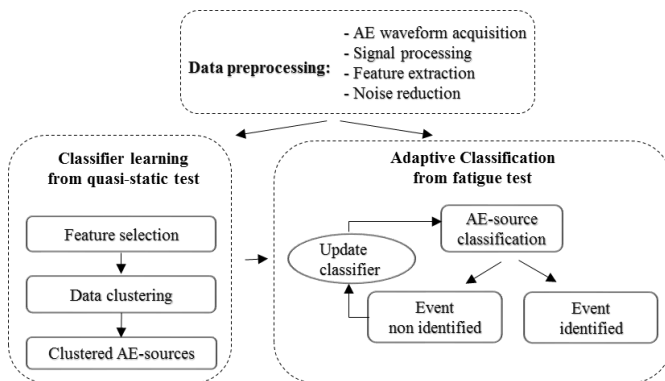 Data preprocessing:
- AE waveform acquisition
- Signal processing
- Feature extraction
- Noise reduction
Classifier learning
from quasi-static test
Feature selection
Data clustering
Clustered AE-sources
Adaptive Classification
from fatigue test
Update
classifier
AE-source
classification
Event
non identified
Event
identified